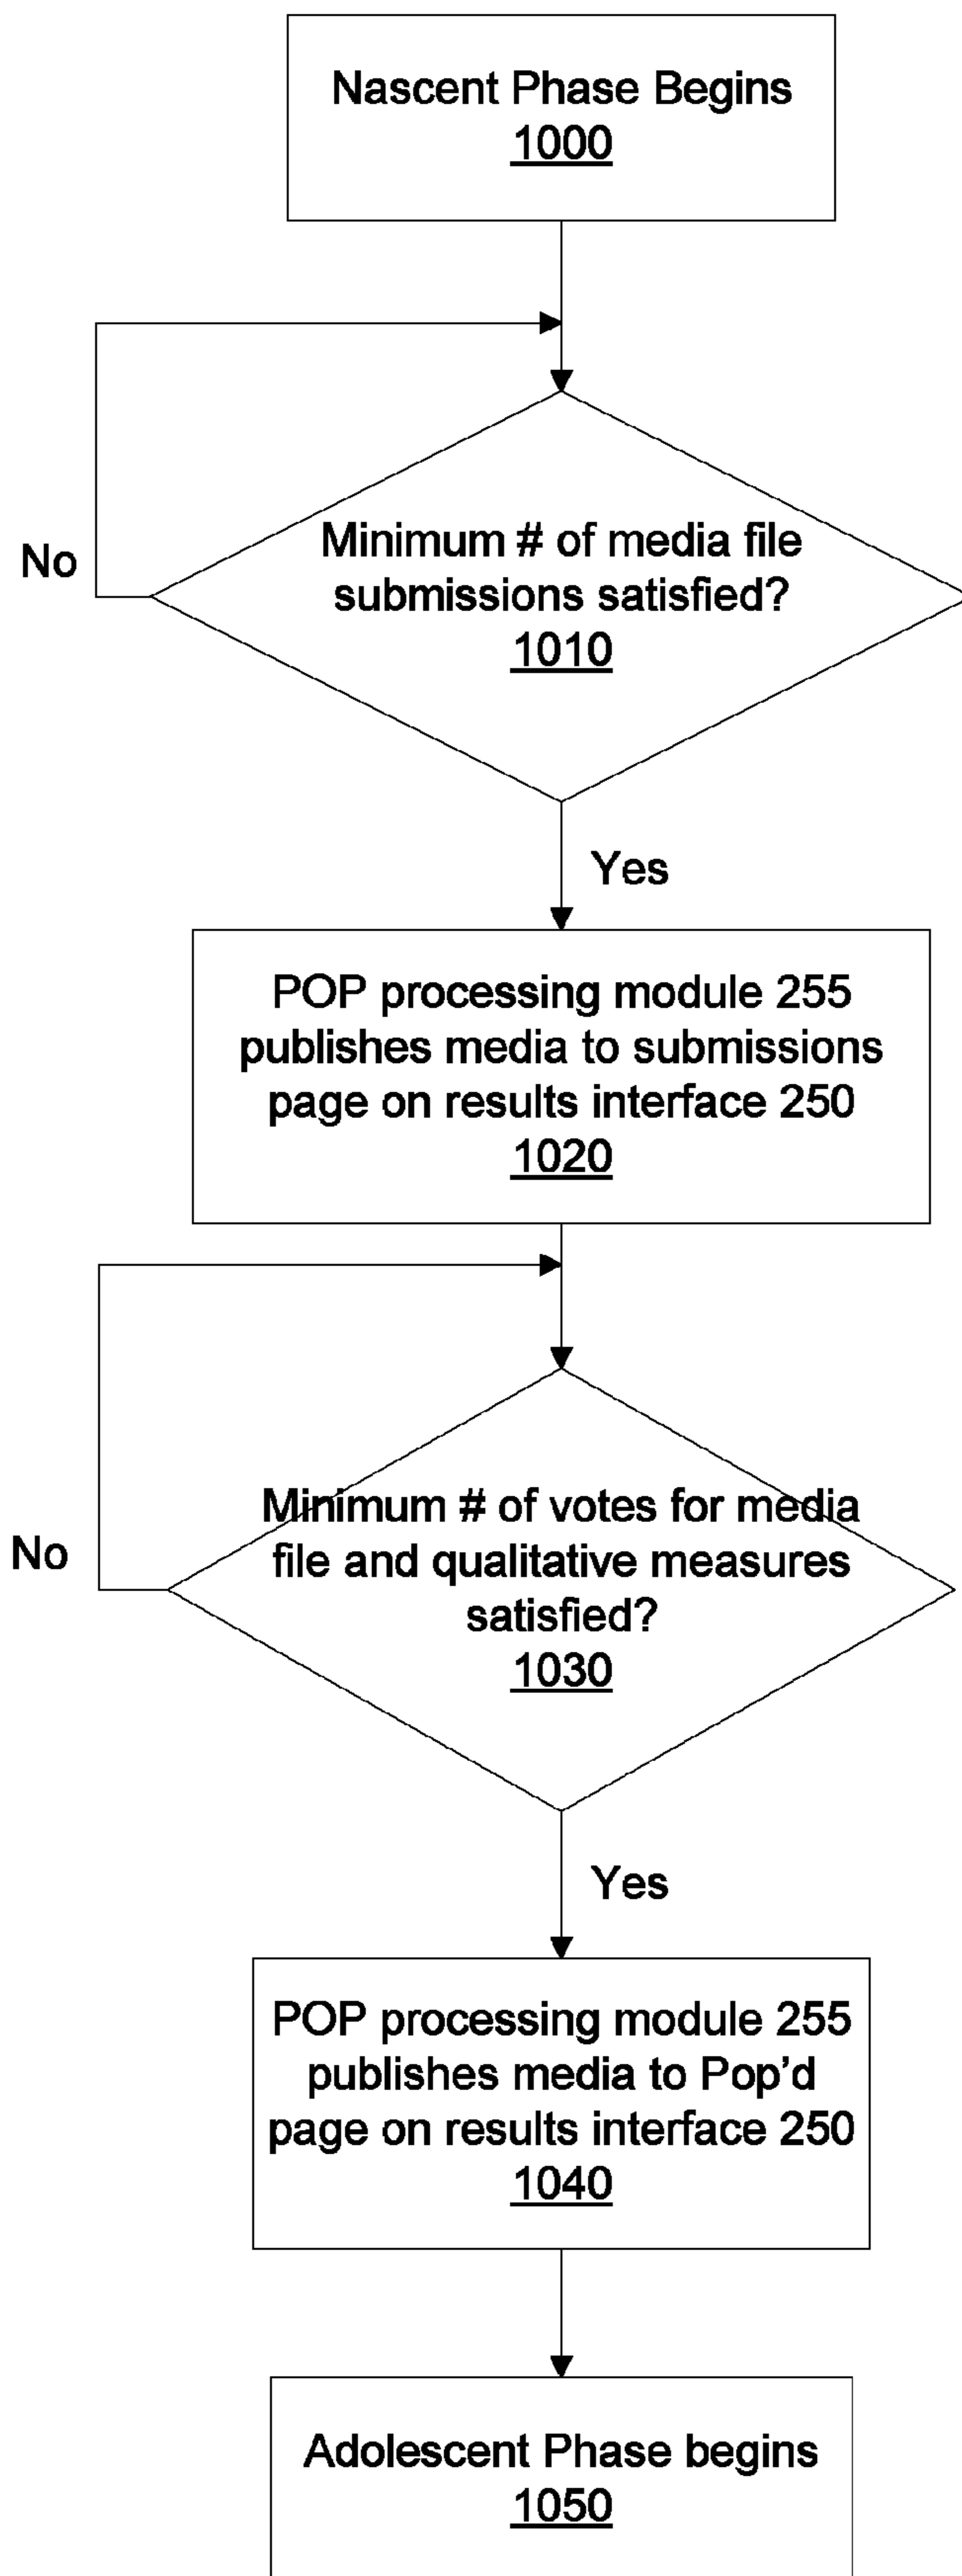 Nascent Phase Begins
1000
Minimum # of media file
submissions satisfied?
1010
No
Yes
POP processing module 255
publishes media to submissions
page on results interface 250
1020
Minimum # of votes for media
file and qualitative measures
satisfied?
1030
No
Yes
POP processing module 255
publishes media to Pop'd
page on results interface 250
1040
Adolescent Phase begins
1050